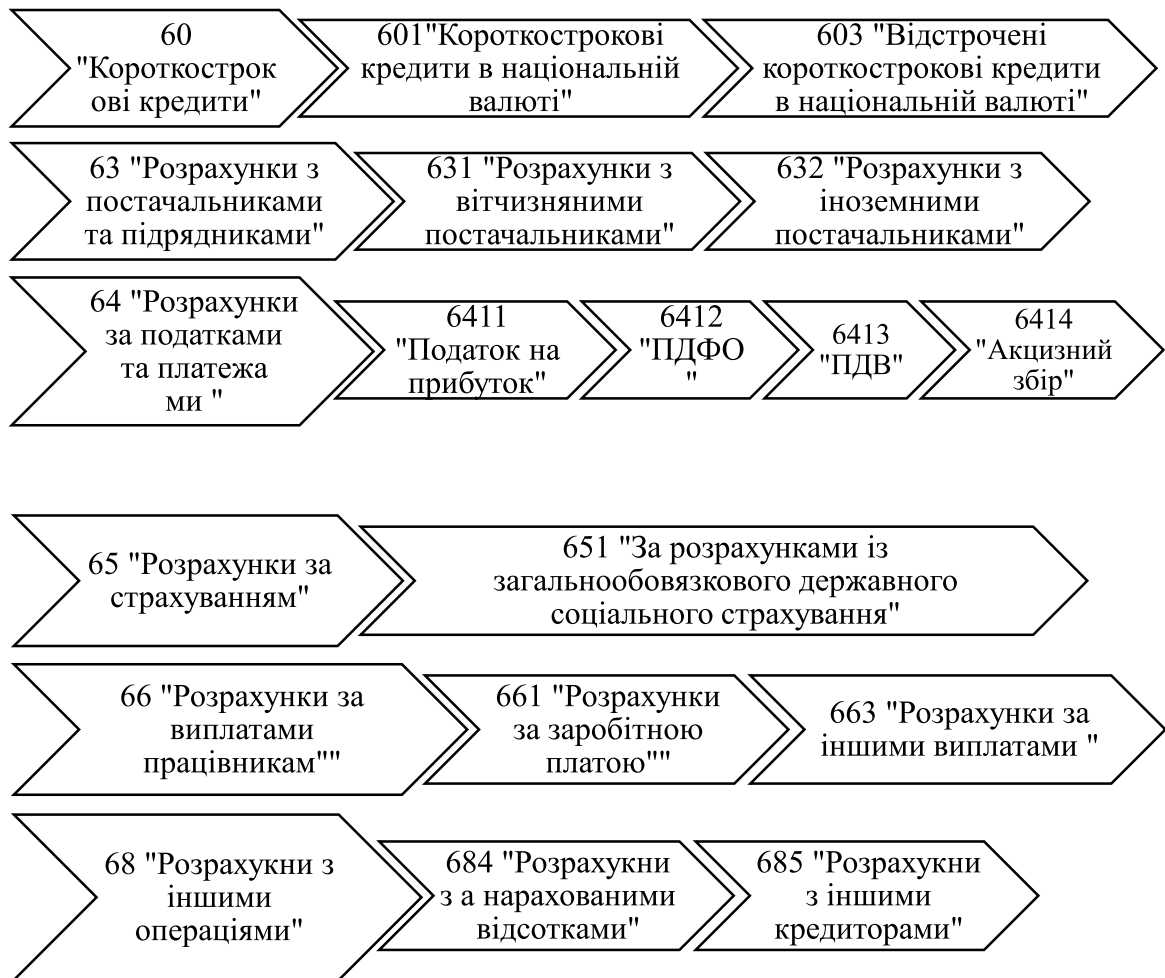 60
"Короткострок
ові кредити"
601"Короткострокові
кредити в національній
валюті"
603 "Відстрочені
короткострокові кредити
в національній валюті"
63 "Розрахунки з
постачальниками
та підрядниками"
631 "Розрахунки з
вітчизняними
постачальниками"
632 "Розрахунки з
іноземними
постачальниками"
64 "Розрахунки
за податками
та платежа
ми "
6411
"Податок на
прибуток"
6412
"ПДФО
"
6413
"ПДВ"
6414
"Акцизний
збір"
65 "Розрахунки за
страхуванням"
651 "За розрахунками із
загальнообовязкового державного
соціального страхування"
66 "Розрахунки за
виплатами
працівникам""
661 "Розрахунки
за заробітною
платою""
663 "Розрахунки за
іншими виплатами "
68 "Розрахукни з
іншими
операціями"
684 "Розрахукни
з а нарахованими
відсотками"
685 "Розрахукни
з іншими
кредиторами"